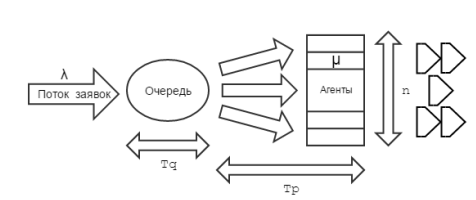 λ
Поток заявок
Очередь
μ
Агенты
n
Tq
Tp